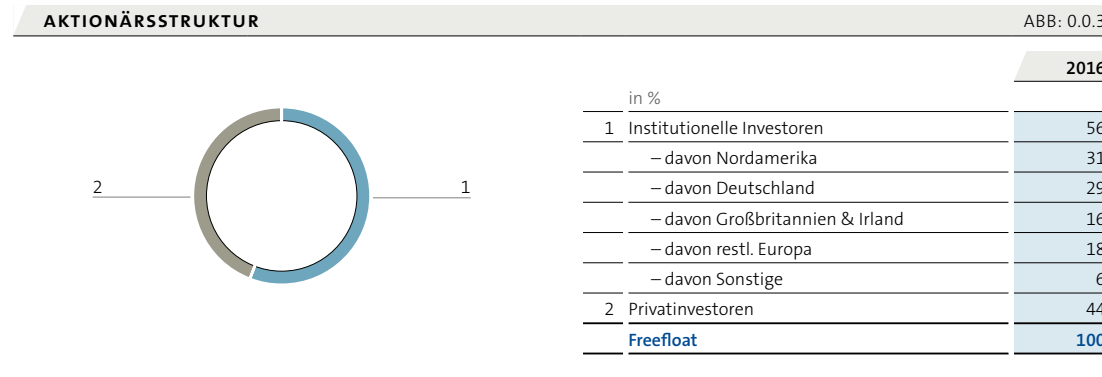 AKTIONÄRSSTRUKTUR ABB: 0.0.3
2016
in %
1 Institutionelle Investoren 56
– davon Nordamerika 31
– davon Deutschland 29
– davon Großbritannien & Irland 16
– davon restl. Europa 18
– davon Sonstige 6
2 Privatinvestoren 44
Freefloat 100
2
1